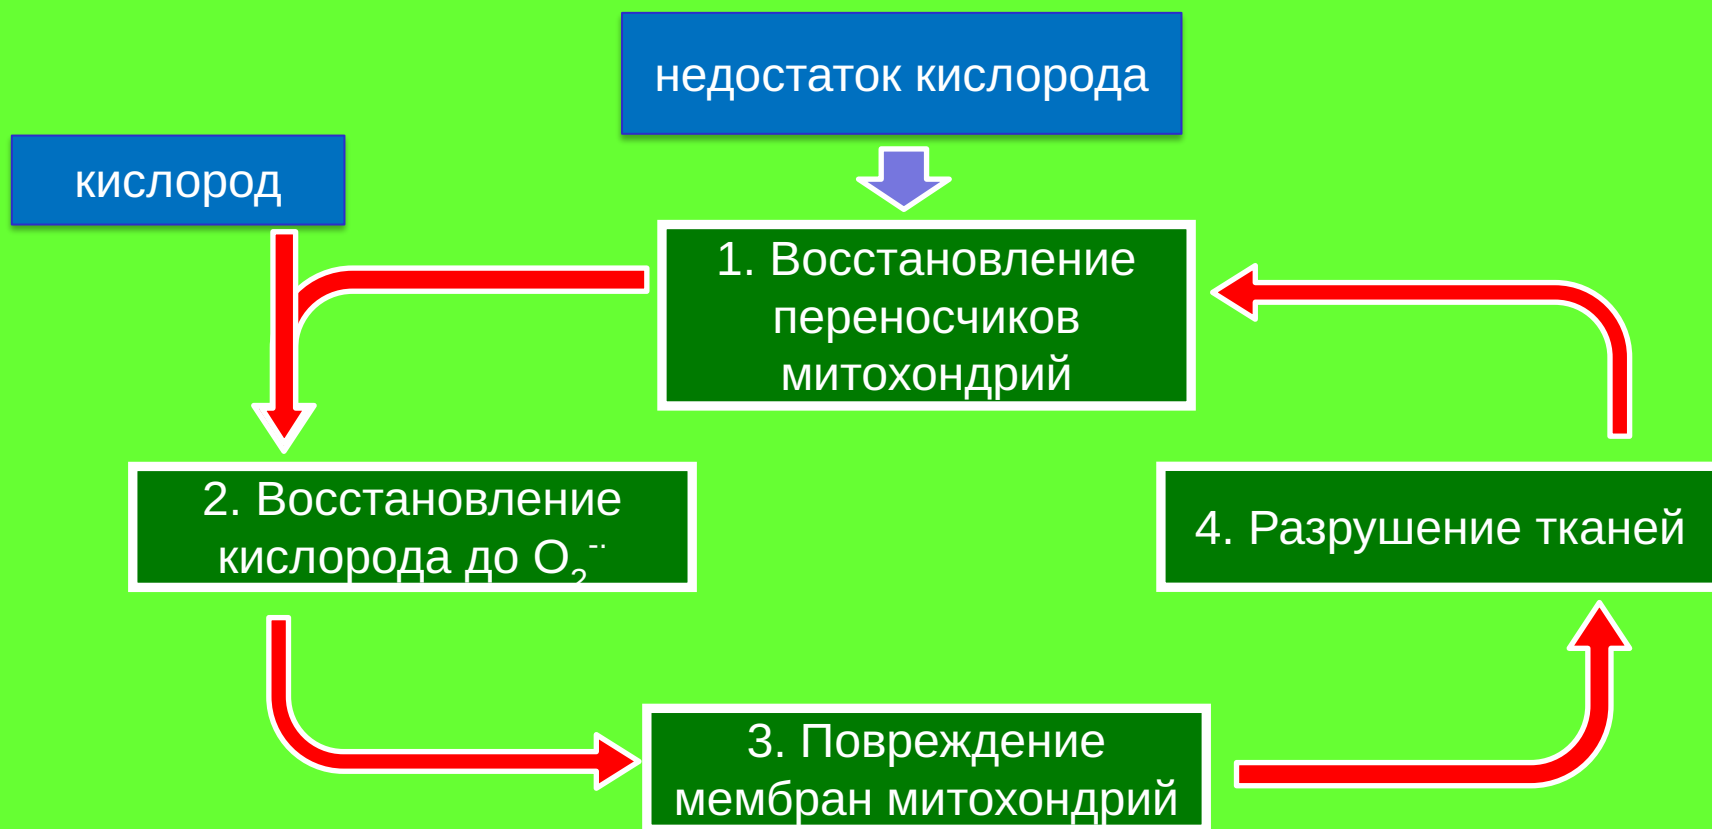 недостаток кислорода
кислород
1. Восстановление
переносчиков
митохондрий
2. Восстановление
кислорода до O₂⁻·
4. Разрушение тканей
3. Повреждение
мембран митохондрий